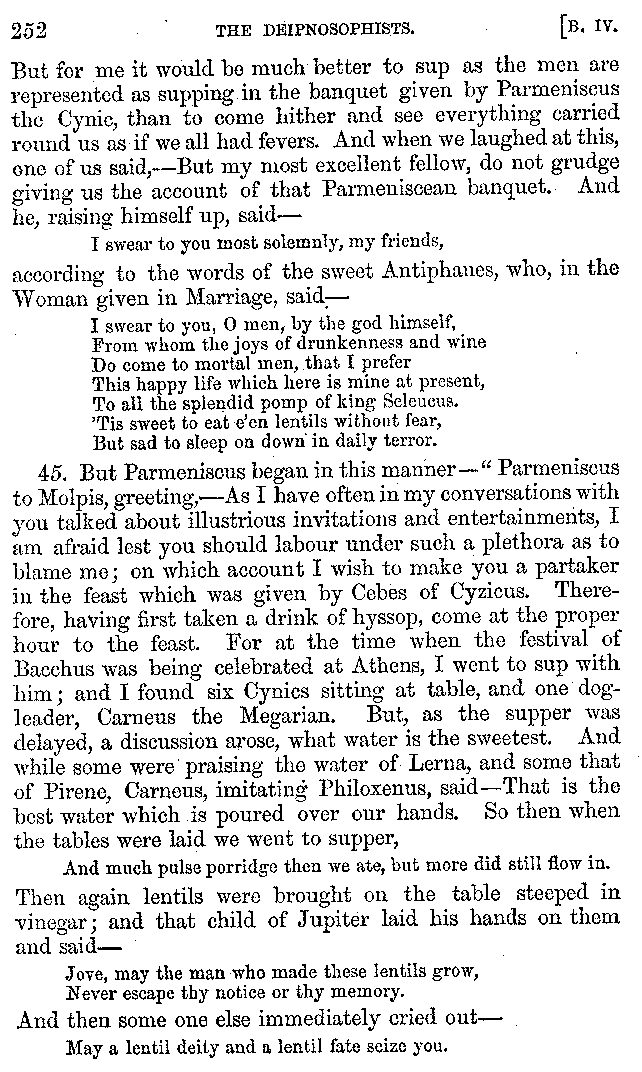 252 THE DEIPNOSOPHISTS. [B. IV.
But for me it would be much better to sup as the men are
represented as supping in the banquet given by Parmeniscus
the Cynic, than to come hither and see everything carried
round us as if we all had fevers. And when we laughed at this,
one of us said,—But my most excellent fellow, do not grudge
giving us the account of that Parmeniscean banquet. And
he, raising himself up, said—
I swear to you most solemnly, my friends,
according to the words of the sweet Antiphanes, who, in the
Woman given in Marriage, said—
I swear to you, O men, by the god himself,
From whom the joys of drunkenness and wine
Do come to mortal men, that I prefer
This happy life which here is mine at present,
To all the splendid pomp of king Seleucus.
'Tis sweet to eat e'en lentils without fear,
But sad to sleep on down in daily terror.
45. But Parmeniscus began in this manner—“ Parmeniscus
to Molpis, greeting,—As I have often in my conversations with
you talked about illustrious invitations and entertainments, I
am afraid lest you should labour under such a plethora as to
blame me; on which account I wish to make you a partaker
in the feast which was given by Cebes of Cyzicus. There-
fore, having first taken a drink of hyssop, come at the proper
hour to the feast. For at the time when the festival of
Bacchus was being celebrated at Athens, I went to sup with
him; and I found six Cynics sitting at table, and one dog-
leader, Carneus the Megarian. But, as the supper was
delayed, a discussion arose, what water is the sweetest. And
while some were praising the water of Lerna, and some that
of Pirene, Carneus, imitating Philoxenus, said—That is the
best water which is poured over our hands. So then when
the tables were laid we went to supper,
And much pulse porridge then we ate, but more did still flow in.
Then again lentils were brought on the table steeped in
vinegar; and that child of Jupiter laid his hands on them
and said—
Jove, may the man who made these lentils grow,
Never escape thy notice or thy memory.
And then some one else immediately cried out—
May a lentil deity and a lentil fate seize you.